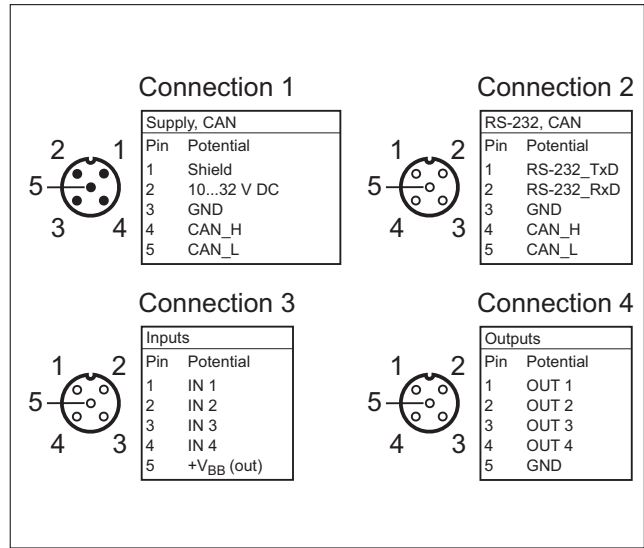 Connection 1
Supply, CAN
Pin Potential
1 Shield
2 10...32 V DC
3 GND
4 CAN_H
5 CAN_L
2 1
5
3 4
Connection 2
RS-232, CAN
Pin Potential
1 RS-232_TxD
2 RS-232_RxD
3 GND
4 CAN_H
5 CAN_L
1 2
5
4 3
Connection 3
Inputs
Pin Potential
1 IN 1
2 IN 2
3 IN 3
4 IN 4
5 +VBB (out)
1 2
5
4 3
Connection 4
Outputs
Pin Potential
1 OUT 1
2 OUT 2
3 OUT 3
4 OUT 4
5 GND
1 2
5
4 3